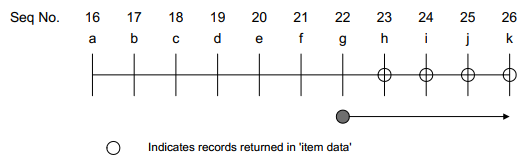 Seq No. 16 17 18 19 20 21 22 23 24 25 26
a b c d e f g h i j k
Indicates records returned in 'item data'